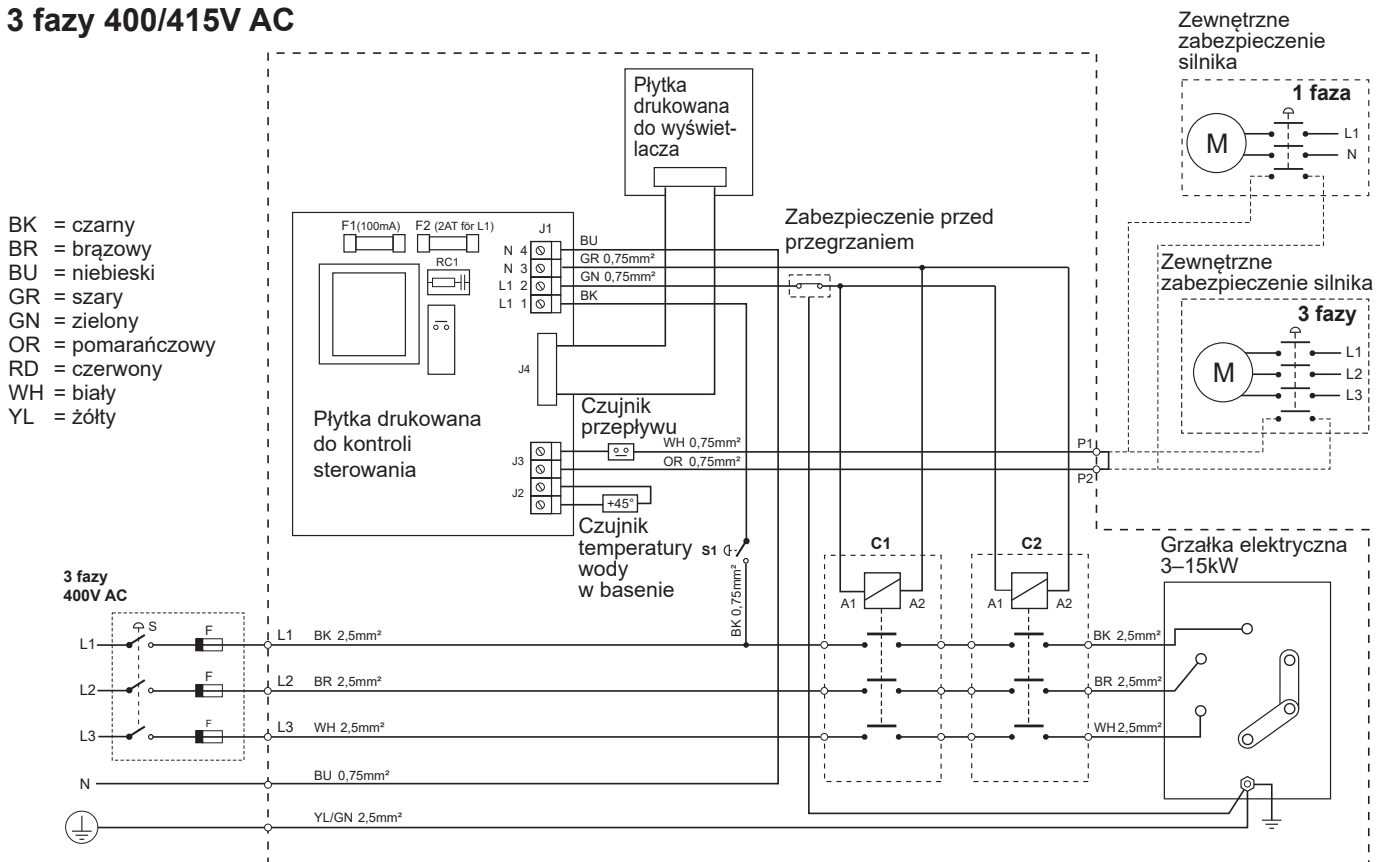 3 fazy 400/415V AC
Zewnętrzne
zabezpieczenie
silnika
1 faza
M
L1
N
Płytka
drukowana
do wyświet-
lacza
BK = czarny
BR = brązowy
BU = niebieski
GR = szary
GN = zielony
OR = pomarańczowy
RD = czerwony
WH = biały
YL = żółty
F1(100mA)
F2 (2AT för L1)
RC1
J1
N 4
N 3
L1 2
L1 1
BU
GR 0,75mm²
GN 0,75mm²
BK
Zabezpieczenie przed
przegrzaniem
Zewnętrzne
zabezpieczenie silnika
3 fazy
M
L1
L2
L3
J4
Płytka drukowana
do kontroli
sterowania
Czujnik
przepływu
WH 0,75mm²
OR 0,75mm²
P1
P2
J3
J2
+45°
Czujnik
temperatury
wody
w basenie
S1
BK 0,75mm²
C1
A1
A2
C2
A1
A2
Grzałka elektryczna
3–15kW
3 fazy
400V AC
S
L1
F
L1
BK 2,5mm²
BK 2,5mm²
L2
F
L2
BR 2,5mm²
BR 2,5mm²
L3
F
L3
WH 2,5mm²
WH2,5mm²
N
BU 0,75mm²
YL/GN 2,5mm²